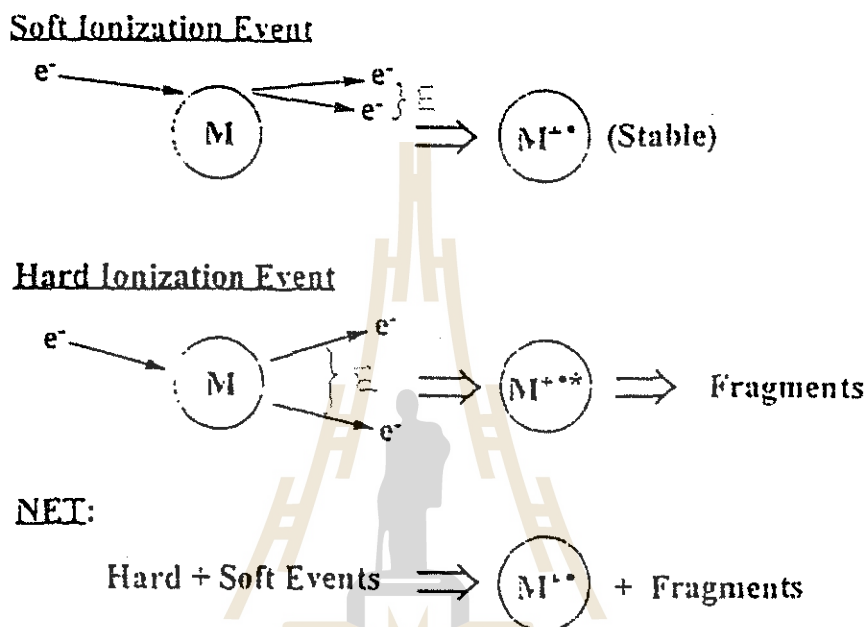 Soft Ionization Event
e⁻ e⁻
M e⁻ } E ⇒ M⁺• (Stable)
Hard Ionization Event
e⁻ e⁻
M } E ⇒ M⁺•* ⇒ Fragments
e⁻
NET:
Hard + Soft Events ⇒ M⁺• + Fragments